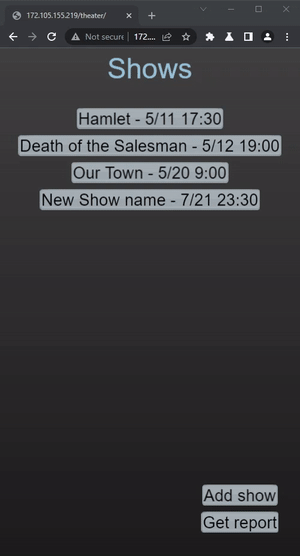 172.105.155.219/theater/
Not secure
172....
Shows
Hamlet - 5/11 17:30
Death of the Salesman - 5/12 19:00
Our Town - 5/20 9:00
New Show name - 7/21 23:30
Add show
Get report